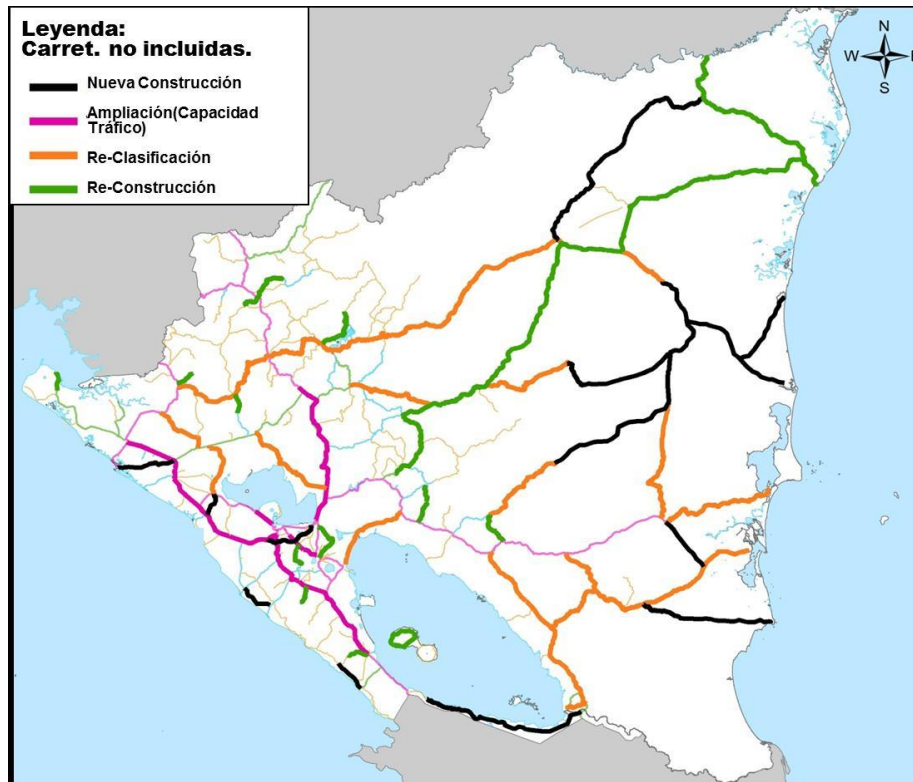 Leyenda:
Carret. no incluidas.
Nueva Construcción
Ampliación(Capacidad
Tráfico)
Re-Clasificación
Re-Construcción
N
W
S